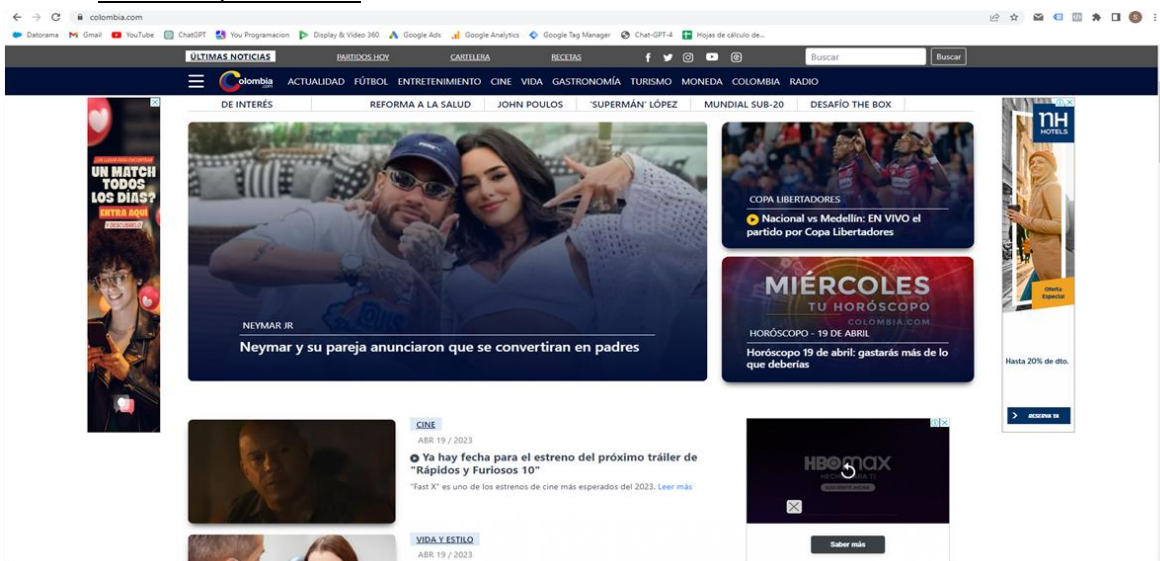 colombia.com
Datorama Gmail YouTube ChatGPT You Programacion Display & Video 360 Google Ads Google Analytics Google Tag Manager Chat-GPT-4 Hojas de cálculo de...
ÚLTIMAS NOTICIAS PARTIDOS HOY CARTELERA RECETAS Buscar Buscar
Colombia ACTUALIDAD FÚTBOL ENTRETENIMIENTO CINE VIDA GASTRONOMÍA TURISMO MONEDA COLOMBIA RADIO
DE INTERÉS REFORMA A LA SALUD JOHN POULOS 'SUPERMÁN' LÓPEZ MUNDIAL SUB-20 DESAFÍO THE BOX
UN MATCH
TODOS
LOS DÍAS?
ENTRA AQUÍ
Y DESCÚBRELO
NEYMAR JR
Neymar y su pareja anunciaron que se convertiran en padres
COPA LIBERTADORES
Nacional vs Medellín: EN VIVO el
partido por Copa Libertadores
MIÉRCOLES
TU HORÓSCOPO
COLOMBIA.COM
HORÓSCOPO - 19 DE ABRIL
Horóscopo 19 de abril: gastarás más de lo
que deberías
nH
HOTELS
Oferta
Especial
Hasta 20% de dto.
RESERVA YA
CINE
ABR 19 / 2023
Ya hay fecha para el estreno del próximo tráiler de
"Rápidos y Furiosos 10"
"Fast X" es uno de los estrenos de cine más esperados del 2023. Leer más
HBOMAX
Saber más
VIDA Y ESTILO
ABR 19 / 2023